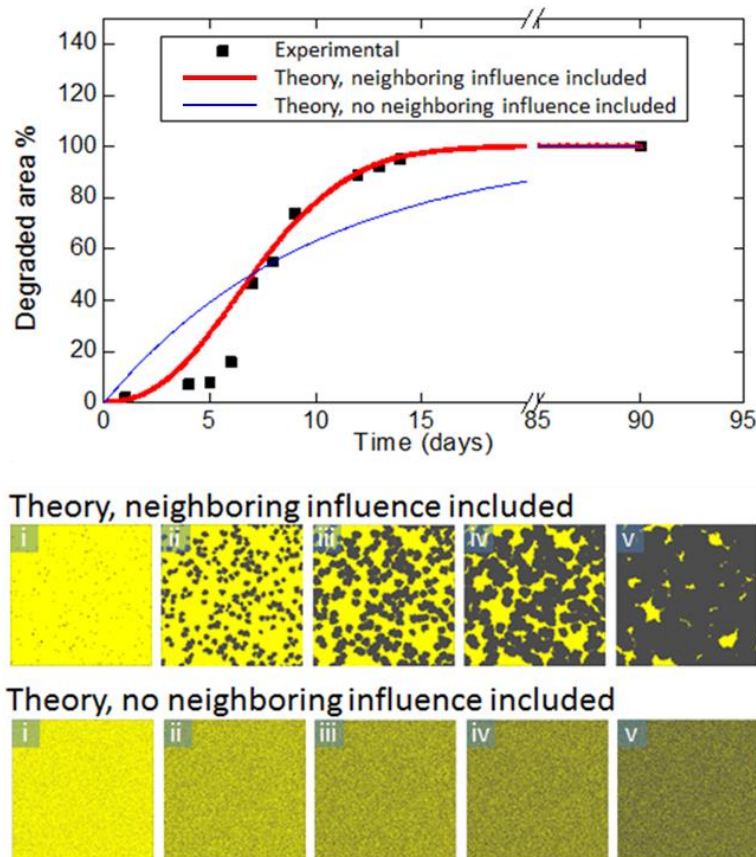 140
120
100
80
60
40
20
0
Degraded area %
Experimental
Theory, neighboring influence included
Theory, no neighboring influence included
0 5 10 15 85 90 95
Time (days)
Theory, neighboring influence included
i ii iii iv v
Theory, no neighboring influence included
i ii iii iv v